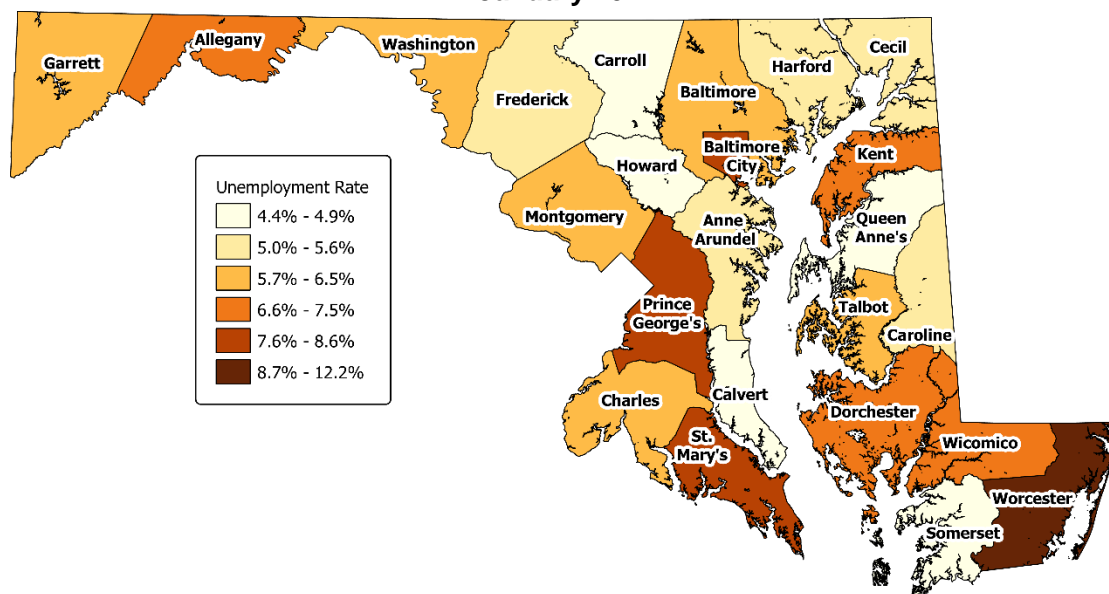 Allegany
Washington
Garrett
Carroll
Cecil
Harford
Frederick
Baltimore
Baltimore
City
Kent
Howard
Unemployment Rate
4.4% - 4.9%
5.0% - 5.6%
5.7% - 6.5%
6.6% - 7.5%
7.6% - 8.6%
8.7% - 12.2%
Montgomery
Anne
Arundel
Queen
Anne's
Prince
George's
Talbot
Caroline
Charles
Calvert
Dorchester
St.
Mary's
Wicomico
Worcester
Somerset